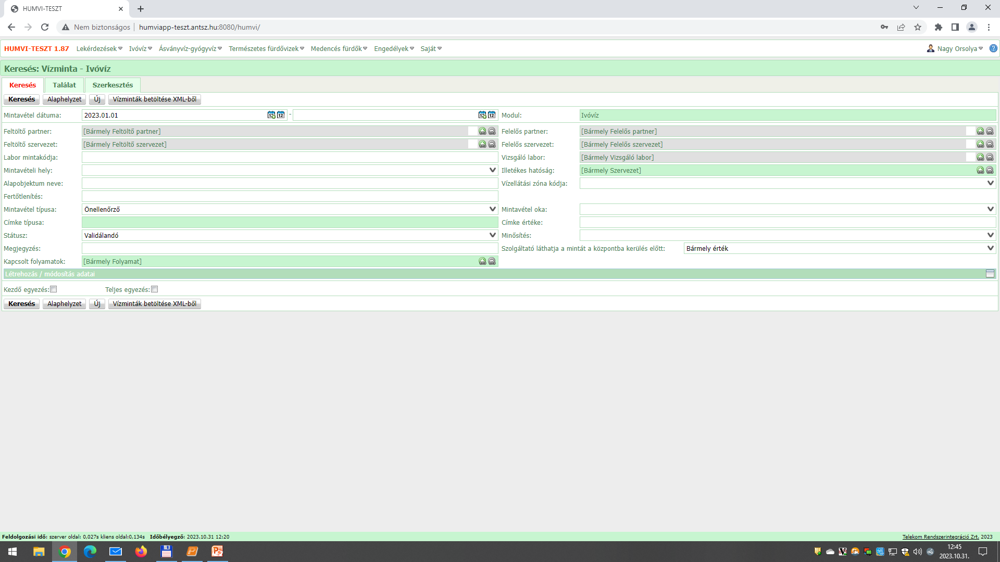 HUMVI-TESZT
Nem biztonságos humviapp-teszt.antsz.hu:8080/humvi/
HUMVI-TESZT 1.87 Lekérdezések Ivóvíz Ásványvíz-gyógyvíz Természetes fürdővizek Medencés fürdők Engedélyek Saját Nagy Orsolya ?
Keresés: Vízminta - Ivóvíz
Keresés Találat Szerkesztés
Keresés Alaphelyzet Új Vízminták betöltése XML-ből
Mintavétel dátuma: 2023.01.01 12 12 - 12 12 Modul: Ivóvíz
Feltöltő partner: [Bármely Feltöltő partner] Felelős partner: [Bármely Felelős partner]
Feltöltő szervezet: [Bármely Feltöltő szervezet] Felelős szervezet: [Bármely Felelős szervezet]
Labor mintakódja: Vizsgáló labor: [Bármely Vizsgáló labor]
Mintavételi hely: Illetékes hatóság: [Bármely Szervezet]
Alapobjektum neve: Vízellátási zóna kódja:
Fertőtlenítés:
Mintavétel típusa: Önellenőrző Mintavétel oka:
Címke típusa: Címke értéke:
Státusz: Validálandó Minősítés:
Megjegyzés: Szolgáltató láthatja a mintát a központba kerülés előtt: Bármely érték
Kapcsolt folyamatok: [Bármely Folyamat]
Létrehozás / módosítás adatai
Kezdő egyezés: Teljes egyezés:
Keresés Alaphelyzet Új Vízminták betöltése XML-ből
Feldolgozási idő: szerver oldal: 0,027s kliens oldal:0,134s Időbélyegző: 2023.10.31 12:20 Telekom Rendszerintegráció Zrt. 2023
12:45
2023.10.31.